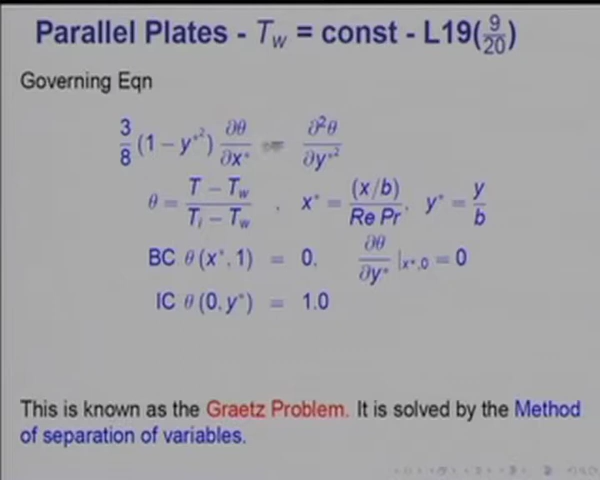 Parallel Plates - T_w = const - L19(9/20)
Governing Eqn
3/8 (1 − y*²) ∂θ/∂x* = ∂²θ/∂y*²
θ = (T − T_w)/(T_i − T_w) , x* = (x/b)/(Re Pr) , y* = y/b
BC θ(x*, 1) = 0, ∂θ/∂y* |x*,0 = 0
IC θ(0, y*) = 1.0
This is known as the Graetz Problem. It is solved by the Method
of separation of variables.